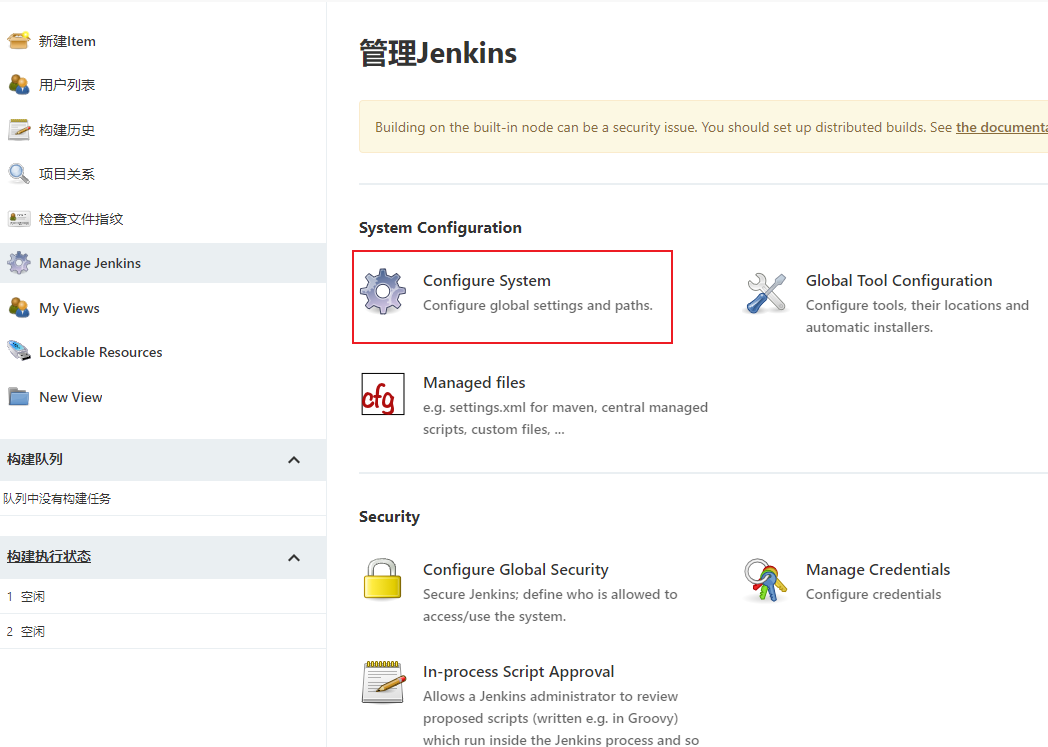 新建Item
用户列表
构建历史
项目关系
检查文件指纹
Manage Jenkins
My Views
Lockable Resources
New View
构建队列
队列中没有构建任务
构建执行状态
1 空闲
2 空闲
管理Jenkins
Building on the built-in node can be a security issue. You should set up distributed builds. See the documenta
System Configuration
Configure System
Configure global settings and paths.
Global Tool Configuration
Configure tools, their locations and
automatic installers.
cfg
Managed files
e.g. settings.xml for maven, central managed
scripts, custom files, ...
Security
Configure Global Security
Secure Jenkins; define who is allowed to
access/use the system.
Manage Credentials
Configure credentials
In-process Script Approval
Allows a Jenkins administrator to review
proposed scripts (written e.g. in Groovy)
which run inside the Jenkins process and so